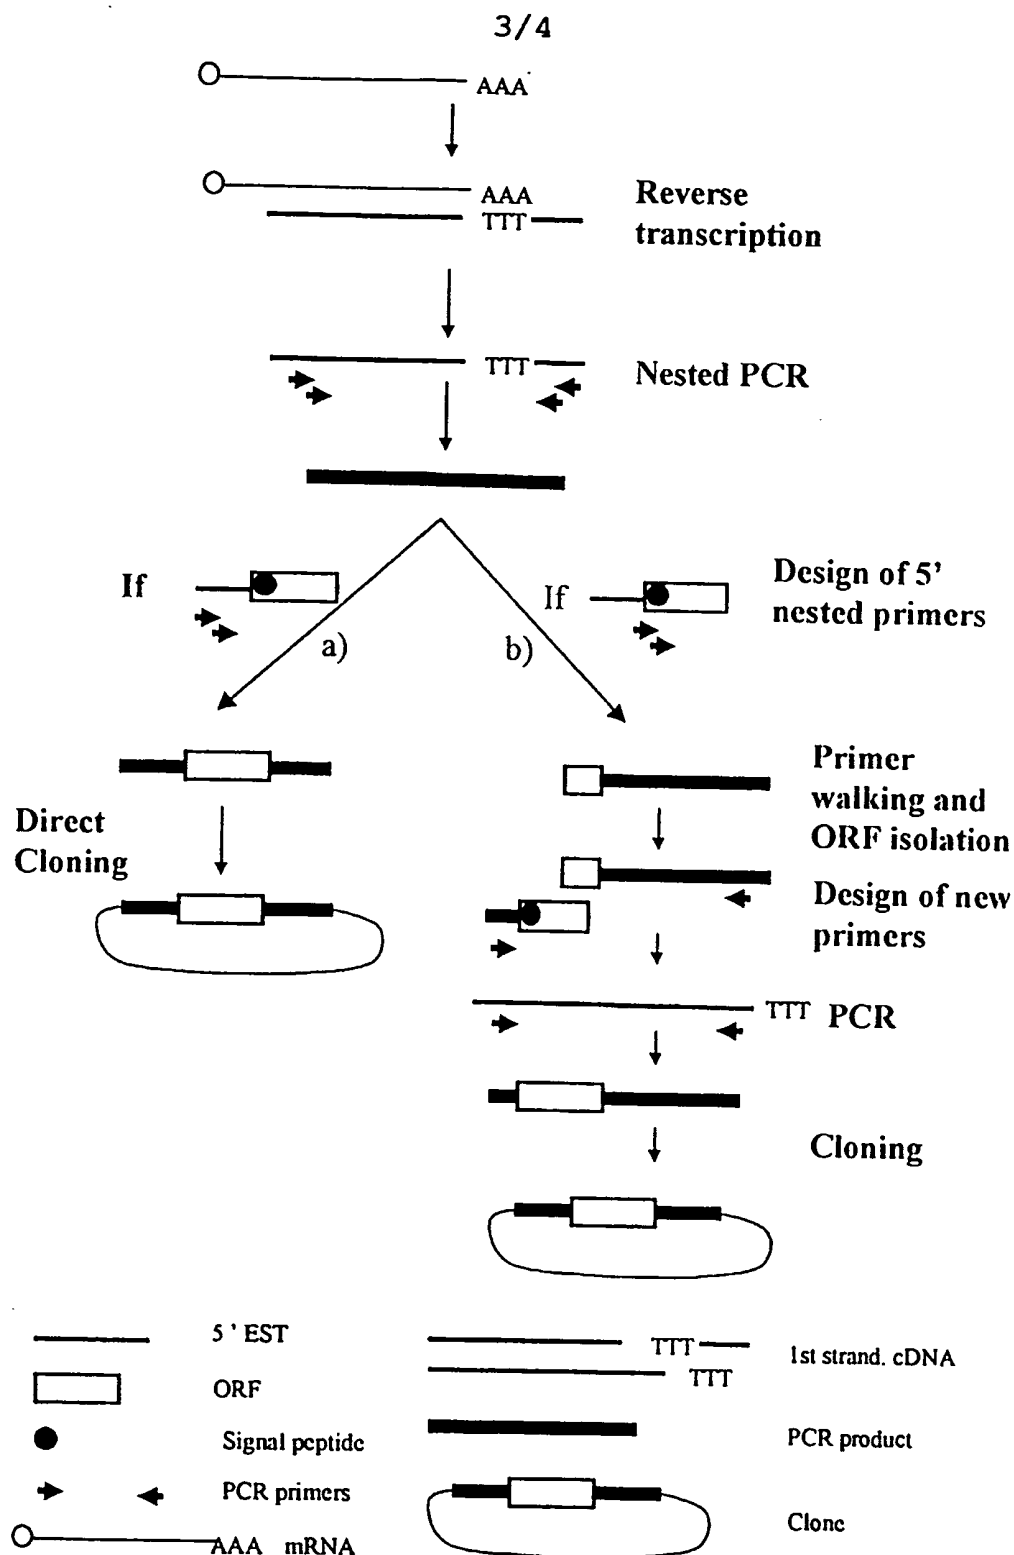 3/4
AAA
AAA
TTT
Reverse
transcription
TTT
Nested PCR
If
If
Design of 5'
nested primers
a)
b)
Primer
walking and
ORF isolation
Direct
Cloning
Design of new
primers
TTT PCR
Cloning
5' EST
TTT
TTT
1st strand. cDNA
ORF
Signal peptide
PCR product
PCR primers
Clone
AAA mRNA